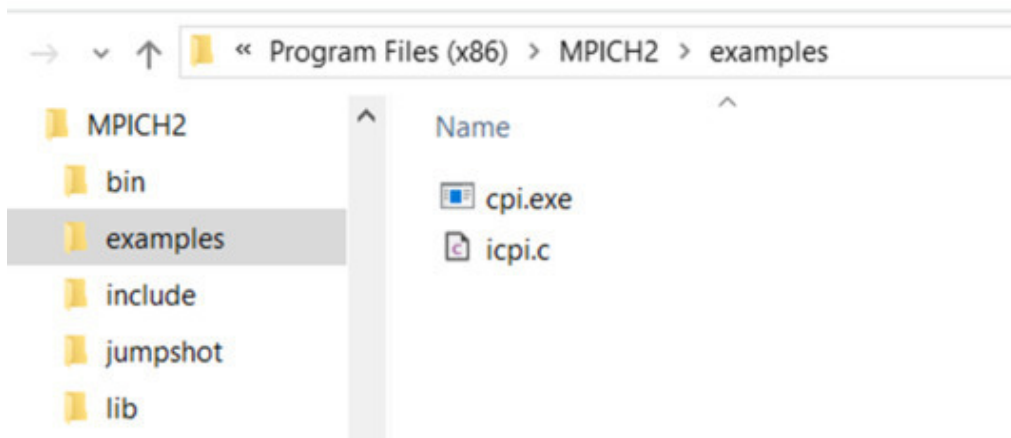 « Program Files (x86) > MPICH2 > examples
MPICH2
bin
examples
include
jumpshot
lib
Name
cpi.exe
icpi.c